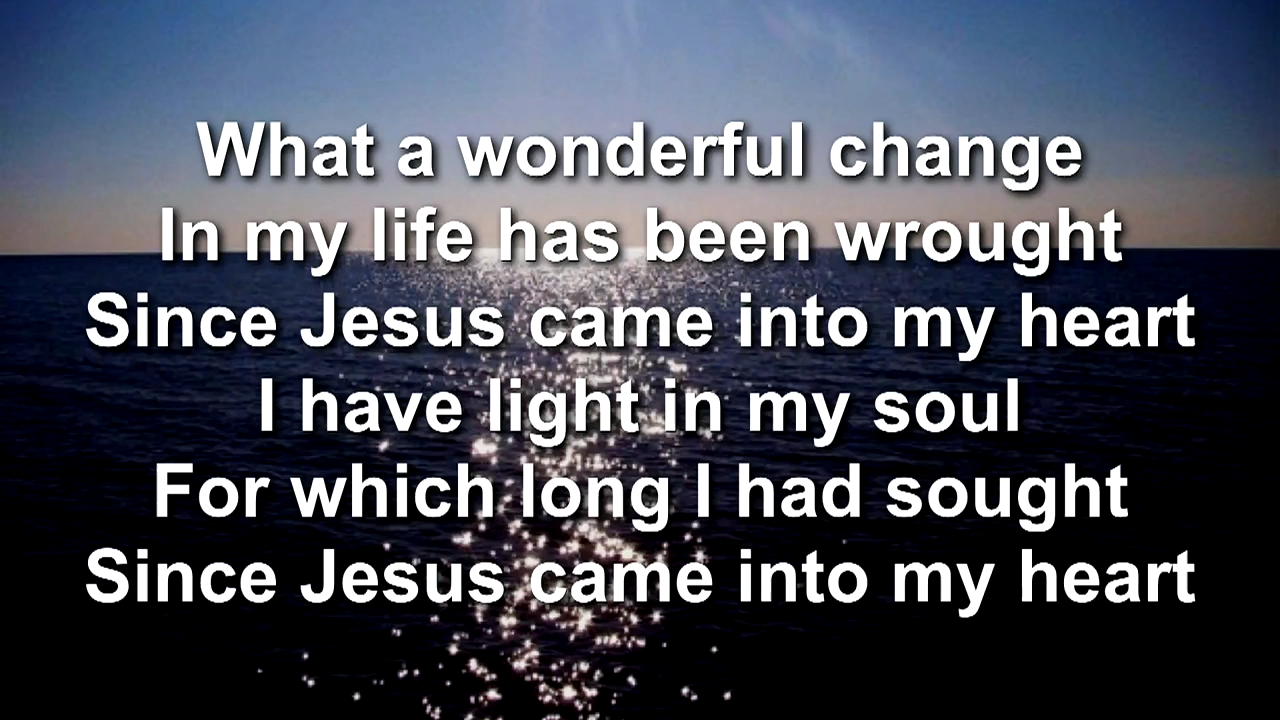 What a wonderful change
In my life has been wrought
Since Jesus came into my heart
I have light in my soul
For which long I had sought
Since Jesus came into my heart